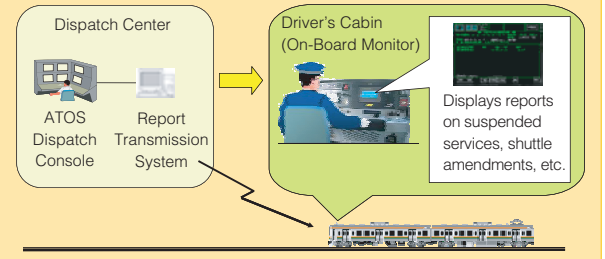 Dispatch Center
ATOS
Dispatch
Console
Report
Transmission
System
Driver's Cabin
(On-Board Monitor)
Displays reports
on suspended
services, shuttle
amendments, etc.